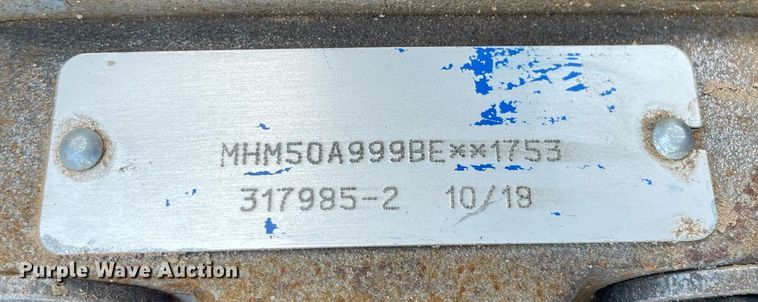 MHM50A999BE**1753
317985-2 10/18
Purple Wave Auction